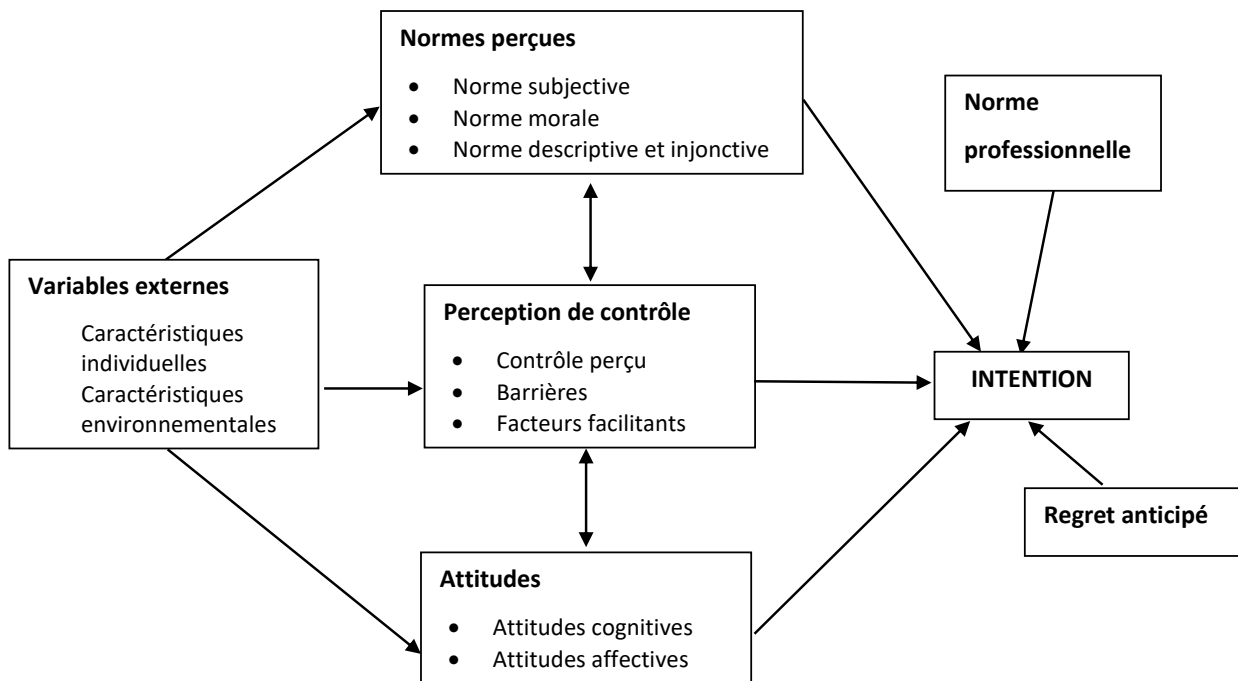 Normes perçues
• Norme subjective
• Norme morale
• Norme descriptive et injonctive
Norme
professionnelle
Variables externes
Caractéristiques
individuelles
Caractéristiques
environnementales
Perception de contrôle
• Contrôle perçu
• Barrières
• Facteurs facilitants
INTENTION
Regret anticipé
Attitudes
• Attitudes cognitives
• Attitudes affectives